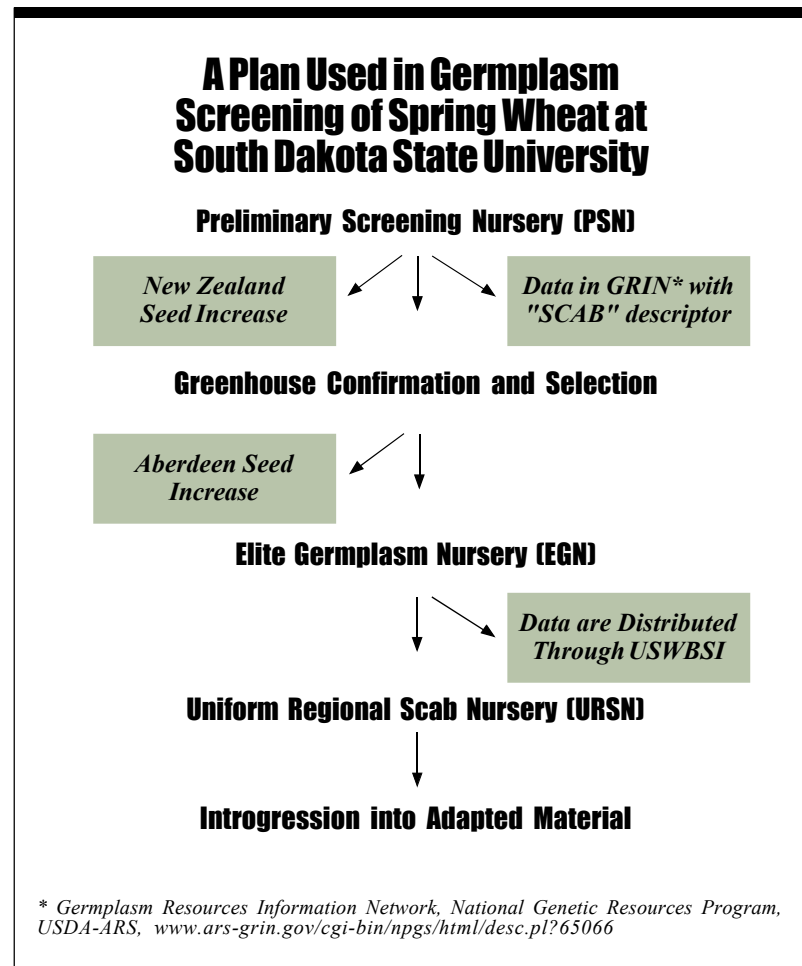 A Plan Used in Germplasm
Screening of Spring Wheat at
South Dakota State University
Preliminary Screening Nursery (PSN)
New Zealand
Seed Increase
Data in GRIN* with
"SCAB" descriptor
Greenhouse Confirmation and Selection
Aberdeen Seed
Increase
Elite Germplasm Nursery (EGN)
Data are Distributed
Through USWBSI
Uniform Regional Scab Nursery (URSN)
Introgression into Adapted Material
* Germplasm Resources Information Network, National Genetic Resources Program,
USDA-ARS, www.ars-grin.gov/cgi-bin/npgs/html/desc.pl?65066